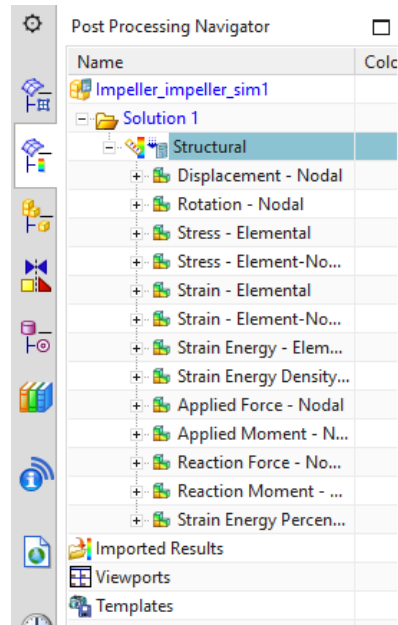 Post Processing Navigator
Name Colo
Impeller_impeller_sim1
Solution 1
Structural
Displacement - Nodal
Rotation - Nodal
Stress - Elemental
Stress - Element-No...
Strain - Elemental
Strain - Element-No...
Strain Energy - Elem...
Strain Energy Density...
Applied Force - Nodal
Applied Moment - N...
Reaction Force - No...
Reaction Moment - ...
Strain Energy Percen...
Imported Results
Viewports
Templates